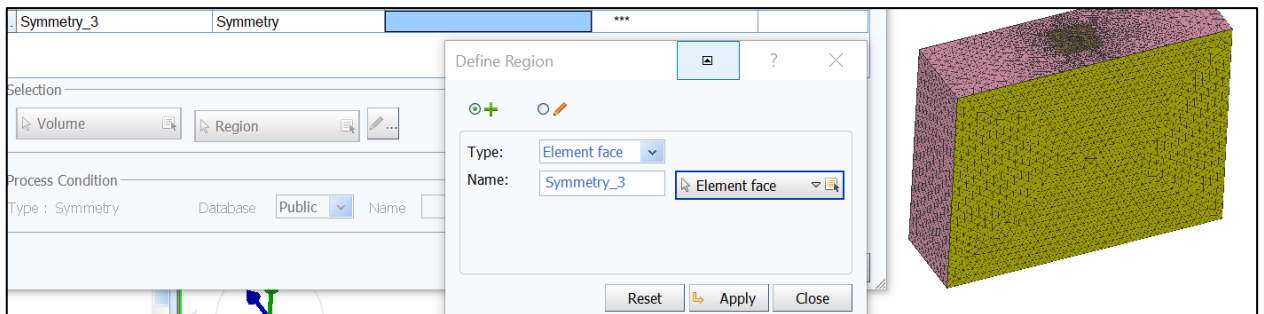 Symmetry_3 Symmetry ***
Define Region ?
Selection
Volume Region ...
Type: Element face
Name: Symmetry_3 Element face
Process Condition
Type : Symmetry Database Public Name
Reset Apply Close